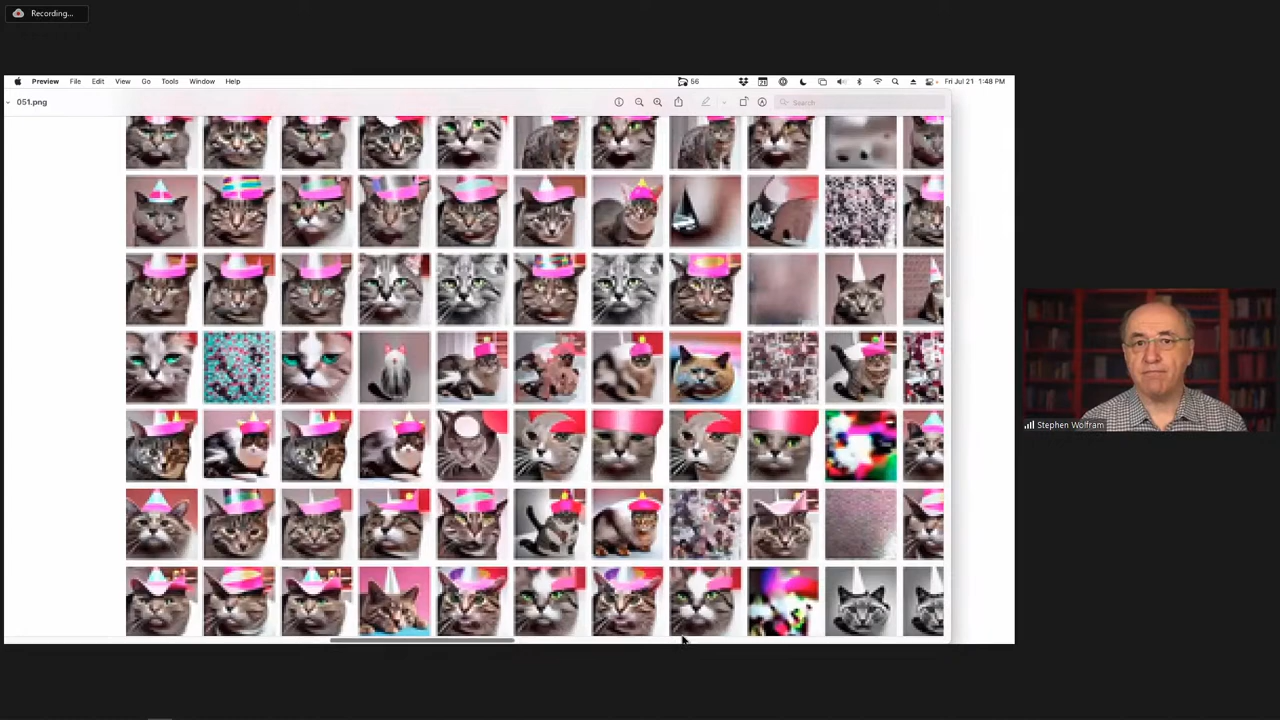 Recording...
Preview File Edit View Go Tools Window Help 56 Fri Jul 21 1:48 PM
051.png Search
Stephen Wolfram